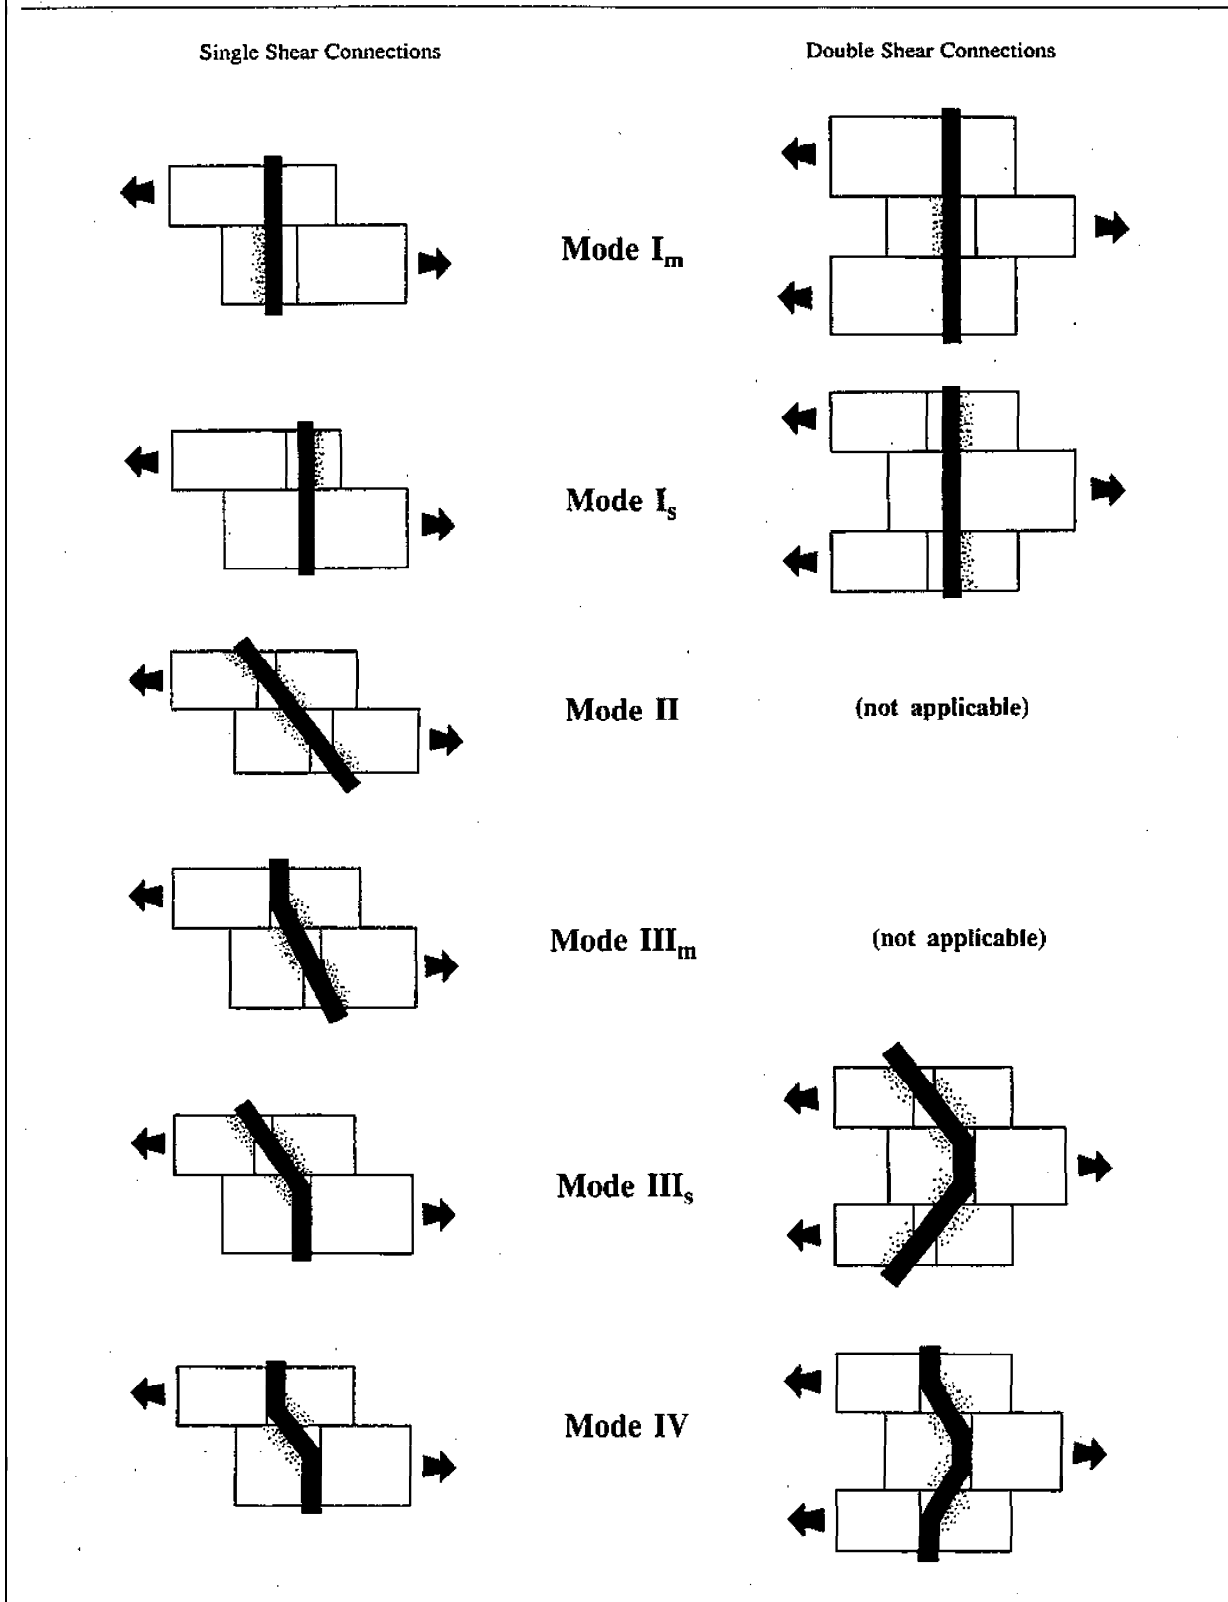 Single Shear Connections
Double Shear Connections
Mode Iₘ
Mode Iₛ
Mode II
(not applicable)
Mode IIIₘ
(not applicable)
Mode IIIₛ
Mode IV